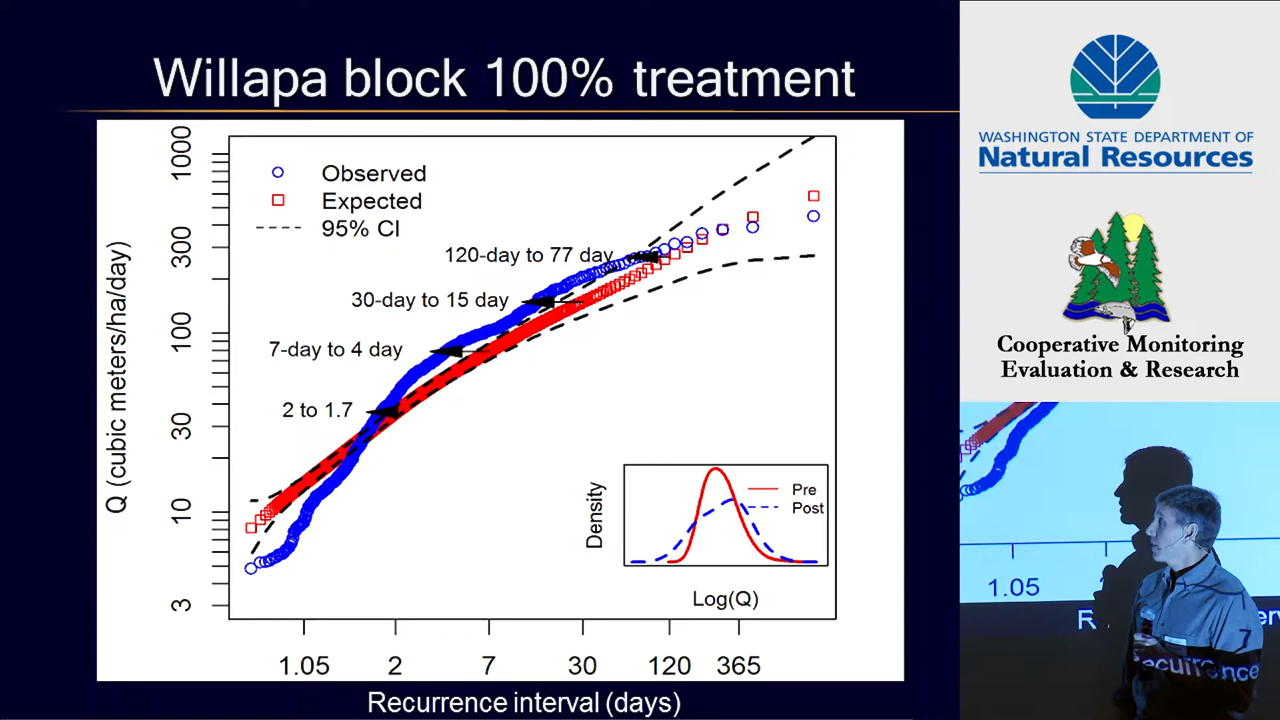 Willapa block 100% treatment
Observed
Expected
95% CI
120-day to 77 day
30-day to 15 day
7-day to 4 day
2 to 1.7
Q (cubic meters/ha/day)
1000
300
100
30
10
3
Density
Pre
Post
Log(Q)
1.05
2
7
30
120
365
Recurrence interval (days)
WASHINGTON STATE DEPARTMENT OF
Natural Resources
Cooperative Monitoring
Evaluation & Research
1.05
7